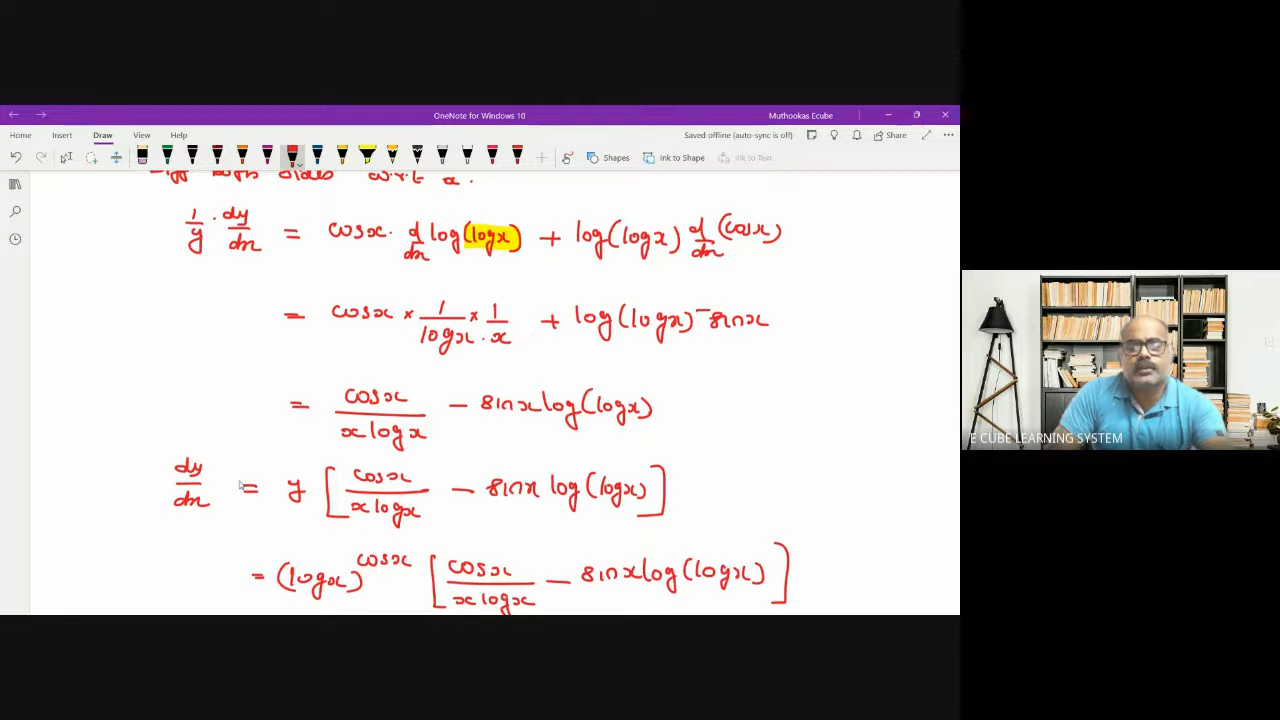 OneNote for Windows 10
Muthookas Ecube
Home Insert Draw View Help
Saved offline (auto-sync is off) Share
Shapes Ink to Shape Ink to Text
Diff both sides w.r.t x.
1/y · dy/dx = cosx · d/dx log(logx) + log(logx) d/dx (cosx)
= cosx × 1/logx × 1/x + log(logx) -sinx
= cosx/x logx − sinx log(logx)
dy/dx = y [cosx/x logx − sinx log(logx)]
= (logx)^cosx [cosx/x logx − sinx log(logx)]
E CUBE LEARNING SYSTEM